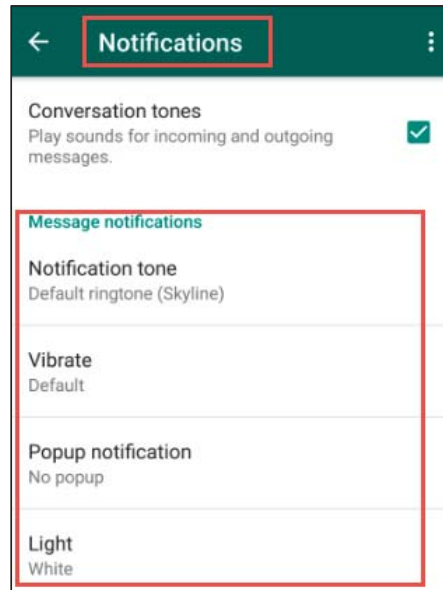 Notifications
Conversation tones
Play sounds for incoming and outgoing
messages.
Message notifications
Notification tone
Default ringtone (Skyline)
Vibrate
Default
Popup notification
No popup
Light
White